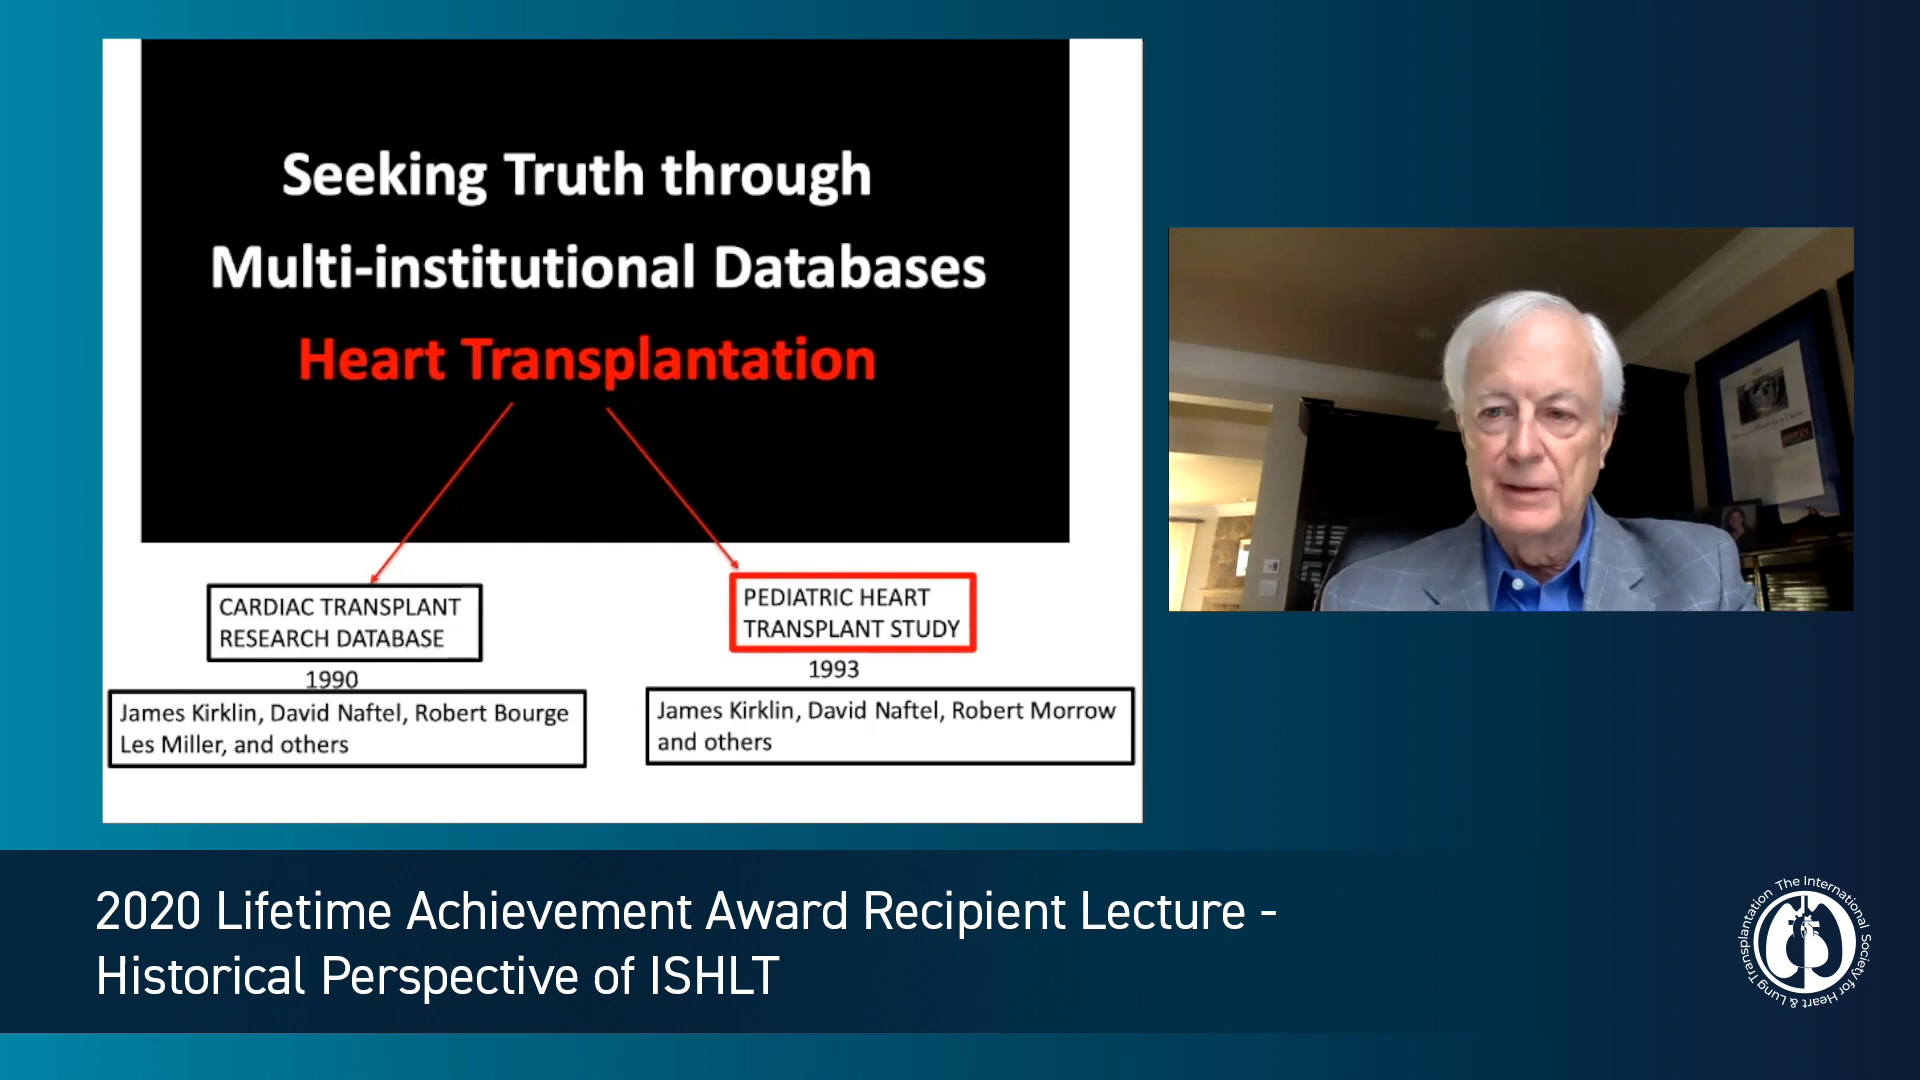 Seeking Truth through
Multi-institutional Databases
Heart Transplantation
CARDIAC TRANSPLANT
RESEARCH DATABASE
1990
James Kirklin, David Naftel, Robert Bourge
Les Miller, and others
PEDIATRIC HEART
TRANSPLANT STUDY
1993
James Kirklin, David Naftel, Robert Morrow
and others
2020 Lifetime Achievement Award Recipient Lecture -
Historical Perspective of ISHLT
The International Society for Heart & Lung Transplantation